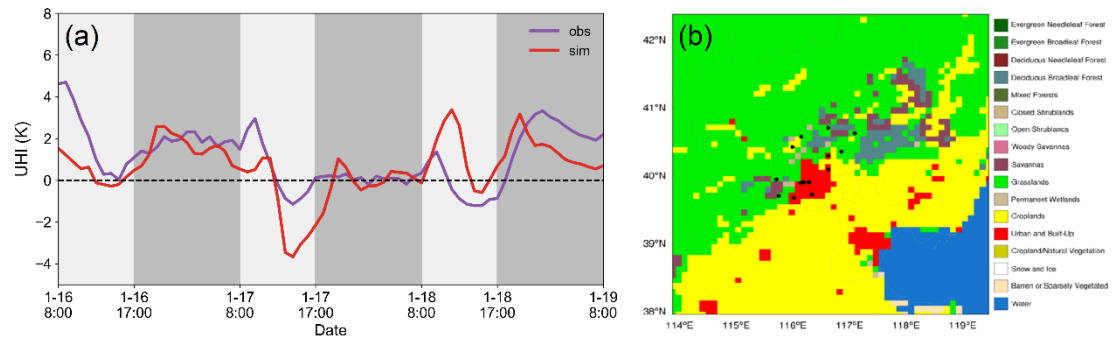 (a)
obs
sim
UHI (K)
8
6
4
2
0
−2
−4
1-16
8:00
1-16
17:00
1-17
8:00
1-17
17:00
1-18
8:00
1-18
17:00
1-19
8:00
Date
(b)
42°N
41°N
40°N
39°N
38°N
114°E
115°E
116°E
117°E
118°E
119°E
Evergreen Needleleaf Forest
Evergreen Broadleaf Forest
Deciduous Needleleaf Forest
Deciduous Broadleaf Forest
Mixed Forests
Closed Shrublands
Open Shrublands
Woody Savannas
Savannas
Grasslands
Permanent Wetlands
Croplands
Urban and Built-Up
Cropland/Natural Vegetation
Snow and Ice
Barren or Sparsely Vegetated
Water